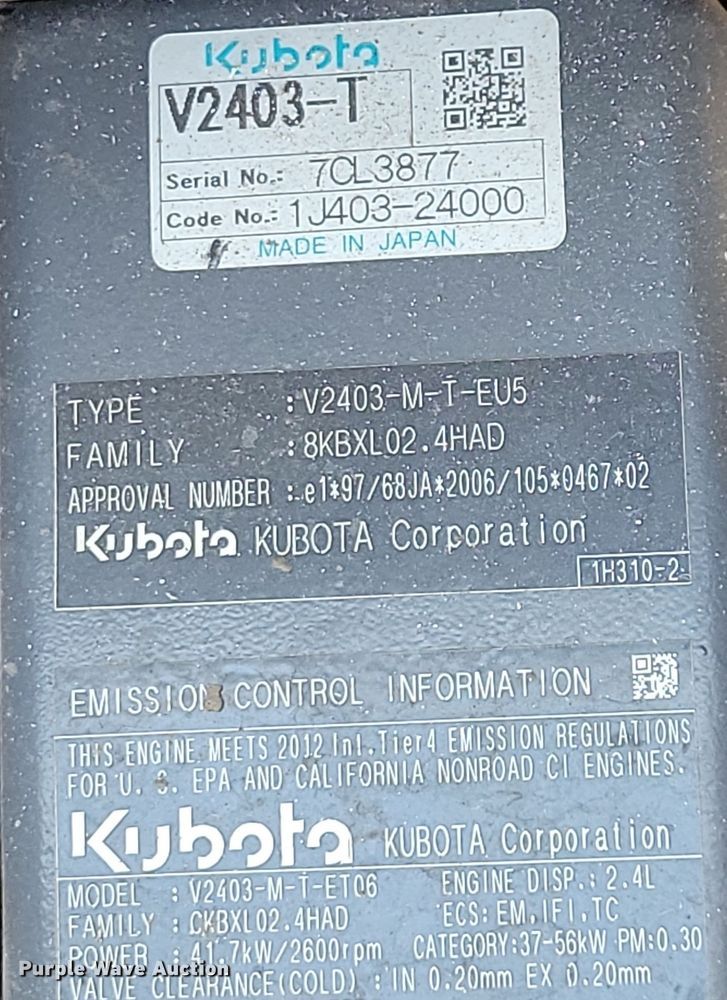 Kubota
V2403-T
Serial No.: 7CL3877
Code No.: 1J403-24000
MADE IN JAPAN
TYPE :V2403-M-T-EU5
FAMILY :8KBXL02.4HAD
APPROVAL NUMBER :e1*97/68JA*2006/105*0467*02
Kubota KUBOTA Corporation
1H310-2
EMISSION CONTROL INFORMATION
THIS ENGINE MEETS 2012 Int.Tier4 EMISSION REGULATIONS
FOR U. S. EPA AND CALIFORNIA NONROAD CI ENGINES.
Kubota KUBOTA Corporation
MODEL : V2403-M-T-ET06 ENGINE DISP.: 2.4L
FAMILY : CKBXL02.4HAD ECS: EM, IFI, TC
POWER : 41.7kW/2600rpm CATEGORY:37-56kW PM:0.30
VALVE CLEARANCE(COLD) : IN 0.20mm EX 0.20mm
Purple Wave Auction